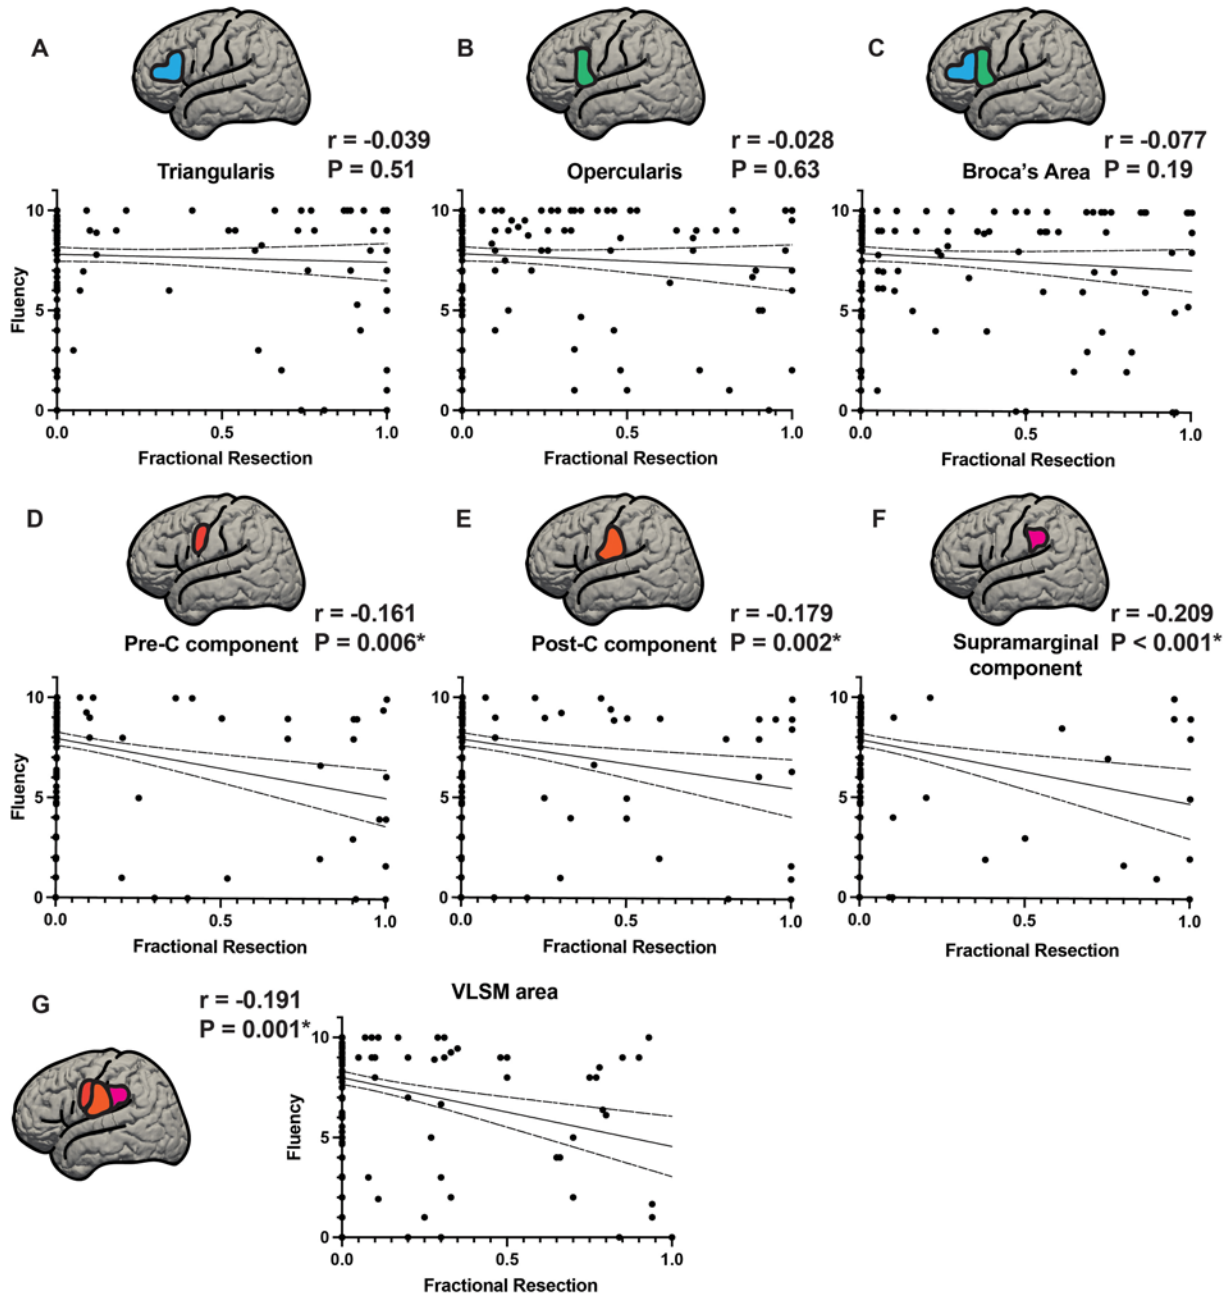 A
B
C
r = -0.039
P = 0.51
r = -0.028
P = 0.63
r = -0.077
P = 0.19
Triangularis
Opercularis
Broca's Area
Fluency
10
5
0
0.0
0.5
1.0
Fractional Resection
10
5
0
0.0
0.5
1.0
Fractional Resection
10
5
0
0.0
0.5
1.0
Fractional Resection
D
E
F
r = -0.161
P = 0.006*
r = -0.179
P = 0.002*
r = -0.209
P < 0.001*
Pre-C component
Post-C component
Supramarginal
component
Fluency
10
5
0
0.0
0.5
1.0
Fractional Resection
10
5
0
0.0
0.5
1.0
Fractional Resection
10
5
0
0.0
0.5
1.0
Fractional Resection
G
r = -0.191
P = 0.001*
VLSM area
Fluency
10
5
0
0.0
0.5
1.0
Fractional Resection